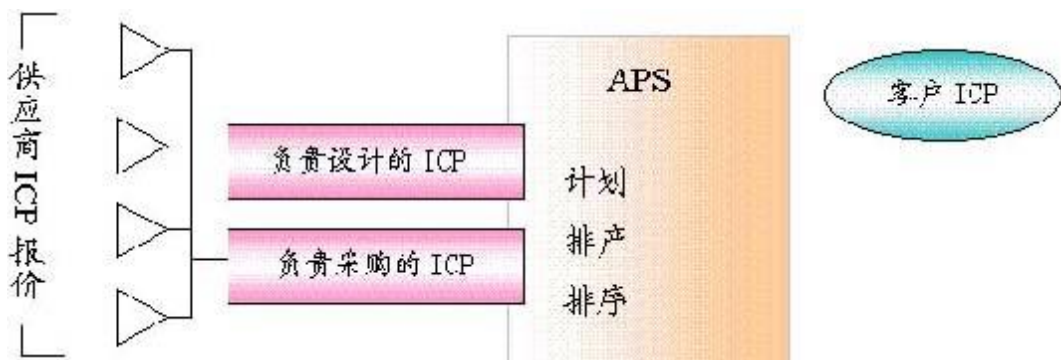 供应商ICP报价
APS
客户 ICP
负责设计的 ICP
负责采购的 ICP
计划
排产
排序